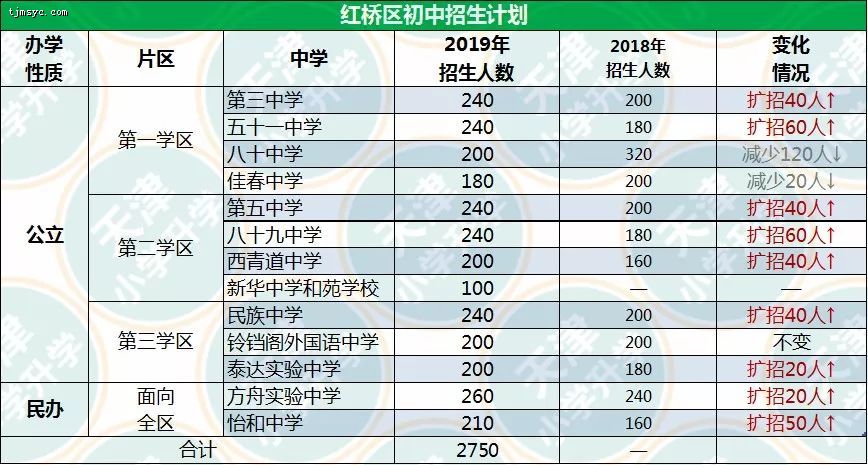 tjmsyc.com
红桥区初中招生计划
办学性质 片区 中学 2019年招生人数 2018年招生人数 变化情况
公立 第一学区 第三中学 240 200 扩招40人↑
五十一中学 240 180 扩招60人↑
八十中学 200 320 减少120人↓
佳春中学 180 200 减少20人↓
第二学区 第五中学 240 200 扩招40人↑
八十九中学 240 180 扩招60人↑
西青道中学 200 160 扩招40人↑
新华中学和苑学校 100 — —
第三学区 民族中学 240 200 扩招40人↑
铃铛阁外国语中学 200 200 不变
泰达实验中学 200 180 扩招20人↑
民办 面向全区 方舟实验中学 260 240 扩招20人↑
怡和中学 210 160 扩招50人↑
合计 2750 —
天津小学升学